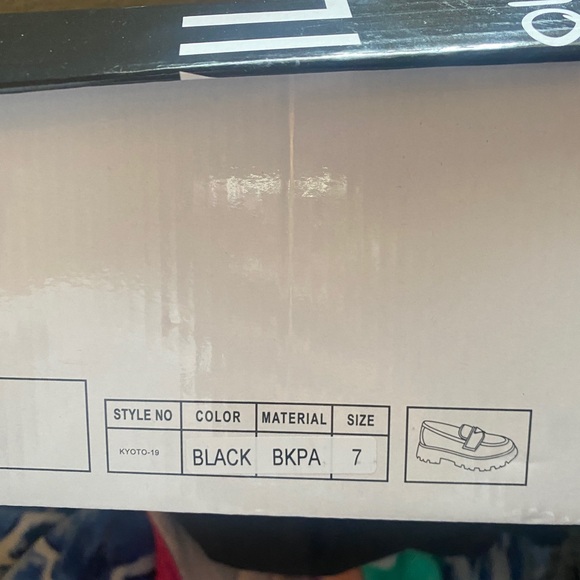 STYLE NO COLOR MATERIAL SIZE
KYOTO-19 BLACK BKPA 7